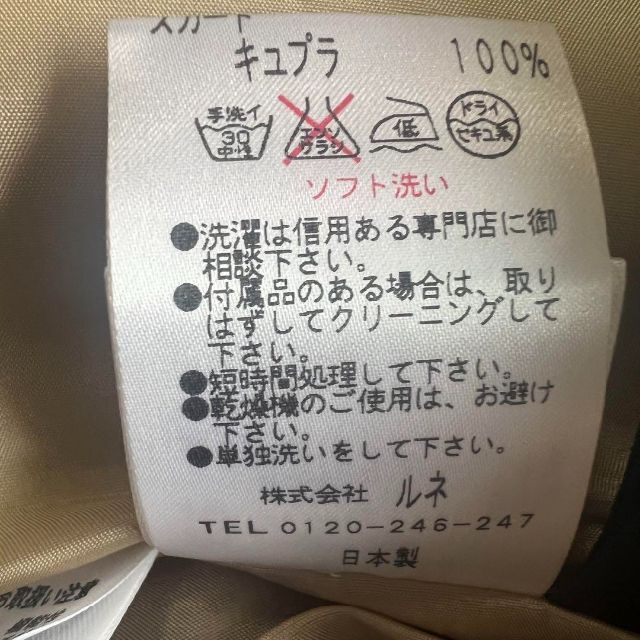 スカート
キュプラ 100%
手洗イ
30
中性
エンソ
サラシ
低
ドライ
セキユ系
ソフト洗い
●洗濯は信用ある専門店に御
相談下さい。
●付属品のある場合は、取り
はずしてクリーニングして
下さい。
●短時間処理して下さい。
●乾燥機のご使用は、お避け
下さい。
●単独洗いをして下さい。
株式会社 ルネ
TEL 0120-246-247
日本製
お取扱い注意